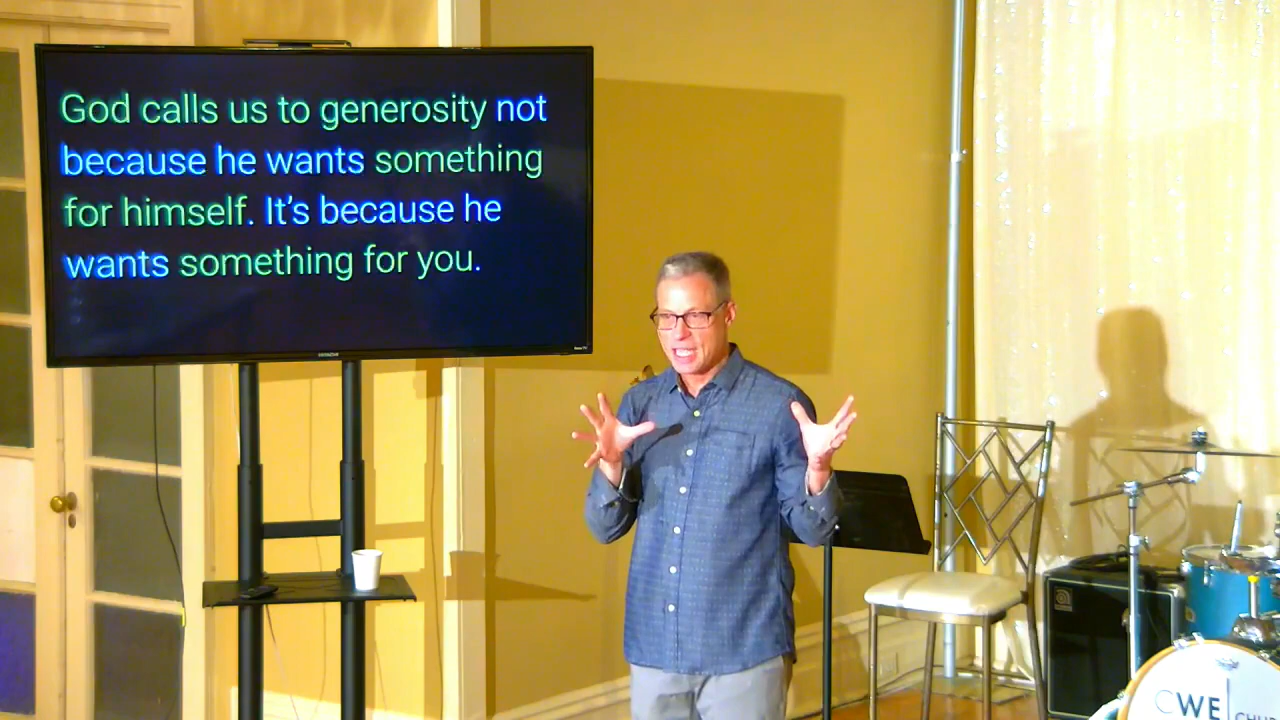 God calls us to generosity not
because he wants something
for himself. It's because he
wants something for you.
CWE